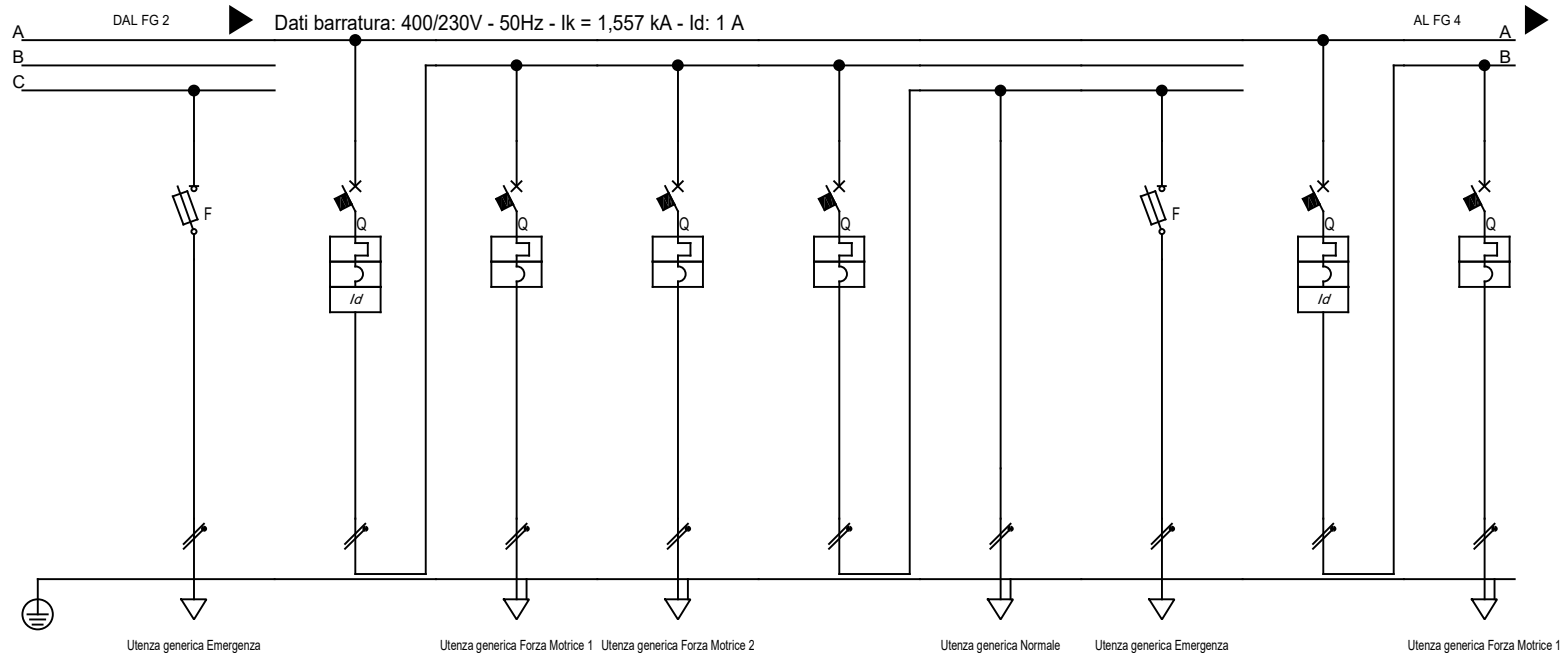 DAL FG 2
Dati barratura: 400/230V - 50Hz - Ik = 1,557 kA - Id: 1 A
AL FG 4
A
A
B
B
C
F
Q
Q
Q
Q
F
Q
Q
Id
Id
Utenza generica Emergenza
Utenza generica Forza Motrice 1
Utenza generica Forza Motrice 2
Utenza generica Normale
Utenza generica Emergenza
Utenza generica Forza Motrice 1